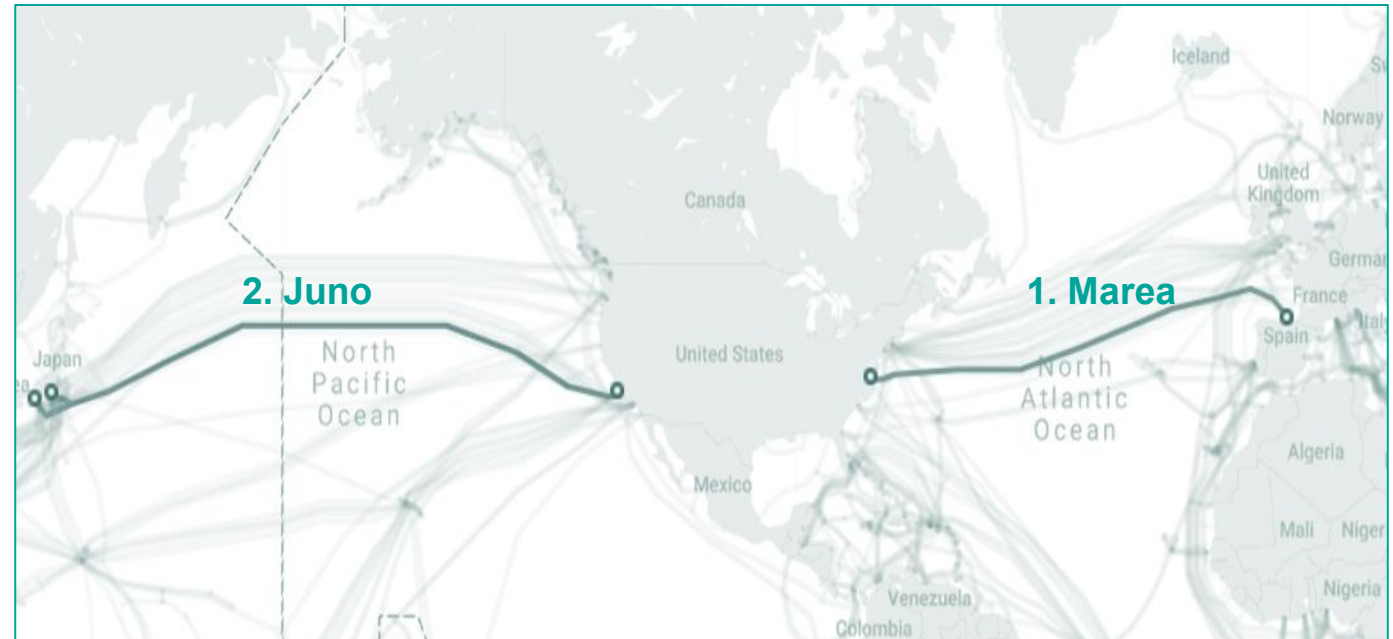 Iceland
Norway
United
Kingdom
Canada
2. Juno
1. Marea
France
Japan
North
Pacific
Ocean
United States
Spain
North
Atlantic
Ocean
Algeria
Mexico
Mali
Niger
Nigeria
Venezuela
Colombia